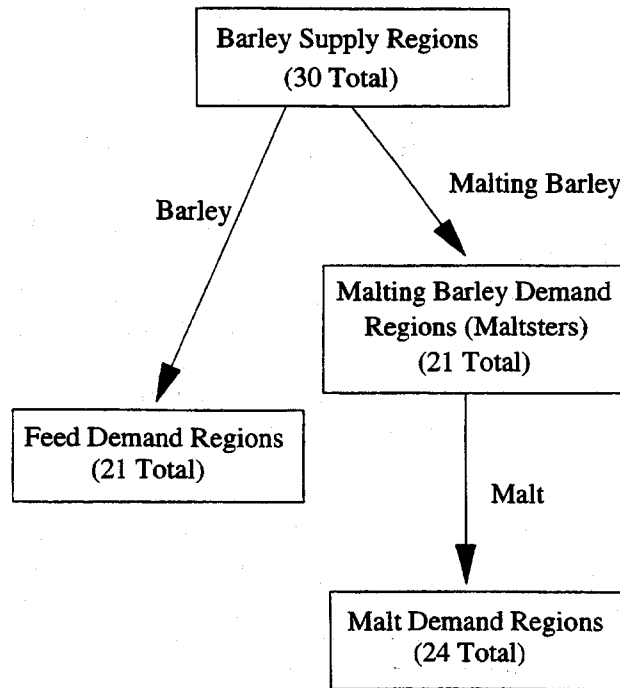 Barley Supply Regions
(30 Total)
Barley
Malting Barley
Malting Barley Demand
Regions (Maltsters)
(21 Total)
Feed Demand Regions
(21 Total)
Malt
Malt Demand Regions
(24 Total)